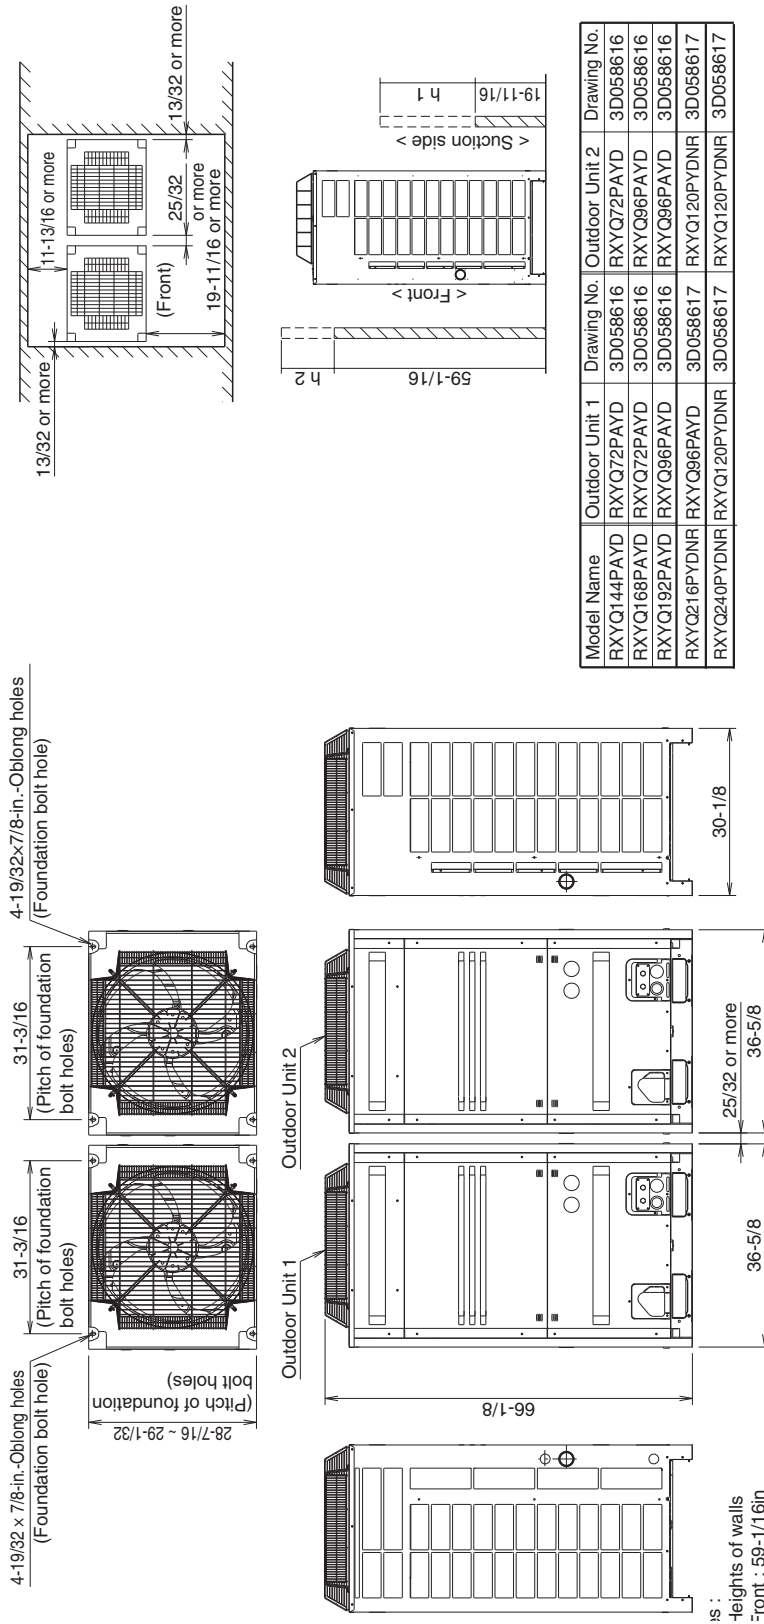 4-19/32 x 7/8-in.-Oblong holes
(Foundation bolt hole)
31-3/16
(Pitch of foundation
bolt holes)
31-3/16
(Pitch of foundation
bolt holes)
4-19/32x7/8-in.-Oblong holes
(Foundation bolt hole)
28-7/16 ~ 29-1/32
(Pitch of foundation
bolt holes)
Outdoor Unit 1
Outdoor Unit 2
66-1/8
36-5/8
25/32 or more
36-5/8
30-1/8
13/32 or more
11-13/16 or more
(Front)
25/32
or more
19-11/16 or more
13/32 or more
h 2
59-1/16
< Front >
< Suction side >
h 1
19-11/16
Model Name Outdoor Unit 1 Drawing No. Outdoor Unit 2 Drawing No.
RXYQ144PAYD RXYQ72PAYD 3D058616 RXYQ72PAYD 3D058616
RXYQ168PAYD RXYQ72PAYD 3D058616 RXYQ96PAYD 3D058616
RXYQ192PAYD RXYQ96PAYD 3D058616 RXYQ96PAYD 3D058616
RXYQ216PYDNR RXYQ96PAYD 3D058617 RXYQ120PYDNR 3D058617
RXYQ240PYDNR RXYQ120PYDNR 3D058617 RXYQ120PYDNR 3D058617
es :
Heights of walls
Front : 59-1/16in